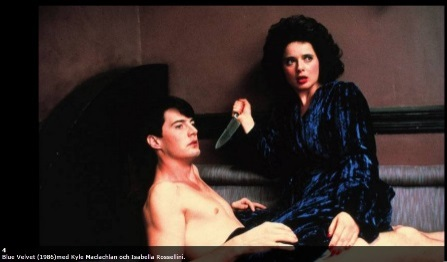 4
Blue Velvet (1986)med Kyle Maclachlan och Isabella Rossellini.